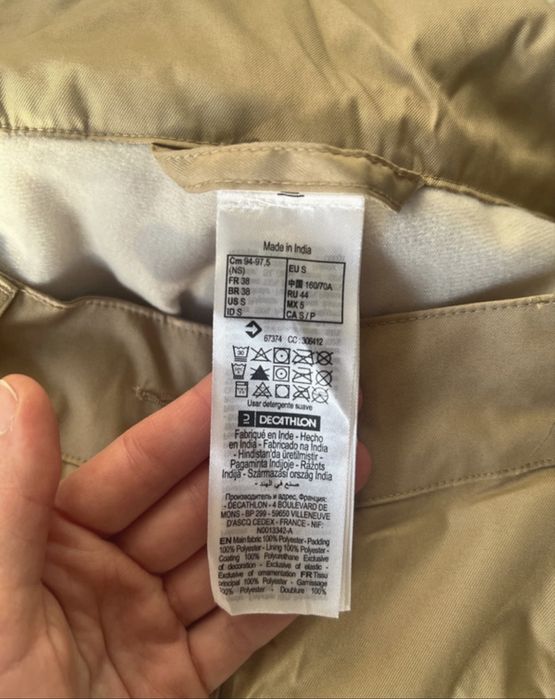 Made in India
Cm 94-97,5
(NS)
FR 38
BR 38
US S
ID S
EU S
中国 160/70A
RU 44
MX S
CA S / P
67374 CC : 306412
Usar detergente suave
DECATHLON
Fabriqué en Inde - Hecho
en India - Fabricado na India
- Hindistan'da üretilmiştir -
Pagaminta Indijoje - Ražots
Indijā - Származási ország India
- صنع في الهند
Производитель и адрес, Франция:
- DECATHLON - 4 BOULEVARD DE
MONS - BP 299 - 59650 VILLENEUVE
D'ASCQ CEDEX - FRANCE - NIF:
N0013342-A
EN Main fabric 100% Polyester - Padding
100% Polyester - Lining 100% Polyester -
Coating 100% Polyurethane Exclusive
of decoration - Exclusive of elastic -
Exclusive of ornamentation FR Tissu
principal 100% Polyester - Garnissage
100% Polyester - Doublure 100%